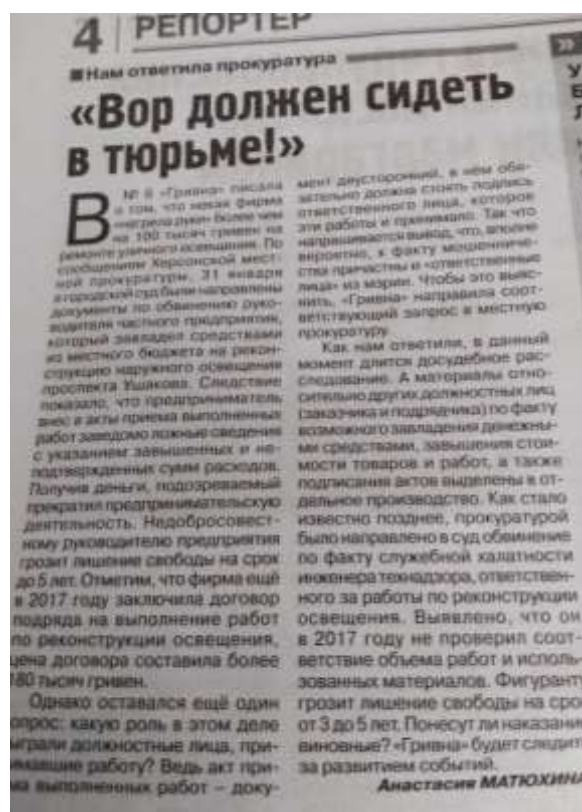 4 РЕПОРТЁР
Нам ответила прокуратура
«Вор должен сидеть
в тюрьме!»
В № 6 «Гривна» писала
о том, что некая фирма
«нагрела руки» более чем
на 100 тысяч гривен на
ремонте уличного освещения. По
сообщениям Херсонской мест-
ной прокуратуры, 31 января
в городской суд были направлены
документы по обвинению руко-
водителя частного предприятия,
который завладел средствами
из местного бюджета на рекон-
струкцию наружного освещения
проспекта Ушакова. Следствие
показало, что предприниматель
внес в акты приема выполненных
работ заведомо ложные сведения
с указанием завышенных и не-
подтвержденных сумм расходов.
Получив деньги, подозреваемый
прекратил предпринимательскую
деятельность. Недобросовест-
ному руководителю предприятия
грозит лишение свободы на срок
до 5 лет. Отметим, что фирма ещё
в 2017 году заключила договор
подряда на выполнение работ
по реконструкции освещения,
цена договора составила более
180 тысяч гривен.
Однако оставался ещё один
опрос: какую роль в этом деле
ыграли должностные лица, при-
имавшие работу? Ведь акт при-
ма выполненных работ – доку-
мент двусторонний, в нём обя-
зательно должна стоять подпись
ответственного лица, которое
эти работы и принимало. Так что
напрашивается вывод, что, вполне
вероятно, к факту мошенниче-
ства причастны и «ответственные
лица» из мэрии. Чтобы это выяс-
нить, «Гривна» направила соот-
ветствующий запрос в местную
прокуратуру.
Как нам ответили, в данный
момент длится досудебное рас-
следование. А материалы отно-
сительно других должностных лиц
(заказчика и подрядчика) по факту
возможного завладения денежны-
ми средствами, завышения стои-
мости товаров и работ, а также
подписания актов выделены в от-
дельное производство. Как стало
известно позднее, прокуратурой
было направлено в суд обвинение
по факту служебной халатности
инженера технадзора, ответствен-
ного за работы по реконструкции
освещения. Выявлено, что он
в 2017 году не проверил соот-
ветствие объема работ и исполь-
зованных материалов. Фигуранту
грозит лишение свободы на срок
от 3 до 5 лет. Понесут ли наказание
виновные? «Гривна» будет следить
за развитием событий.
Анастасия МАТЮХИНА